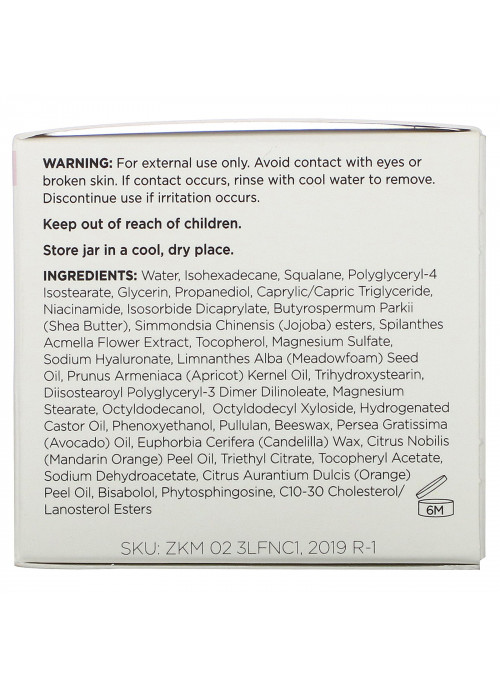 WARNING: For external use only. Avoid contact with eyes or
broken skin. If contact occurs, rinse with cool water to remove.
Discontinue use if irritation occurs.
Keep out of reach of children.
Store jar in a cool, dry place.
INGREDIENTS: Water, Isohexadecane, Squalane, Polyglyceryl-4
Isostearate, Glycerin, Propanediol, Caprylic/Capric Triglyceride,
Niacinamide, Isosorbide Dicaprylate, Butyrospermum Parkii
(Shea Butter), Simmondsia Chinensis (Jojoba) esters, Spilanthes
Acmella Flower Extract, Tocopherol, Magnesium Sulfate,
Sodium Hyaluronate, Limnanthes Alba (Meadowfoam) Seed
Oil, Prunus Armeniaca (Apricot) Kernel Oil, Trihydroxystearin,
Diisostearoyl Polyglyceryl-3 Dimer Dilinoleate, Magnesium
Stearate, Octyldodecanol, Octyldodecyl Xyloside, Hydrogenated
Castor Oil, Phenoxyethanol, Pullulan, Beeswax, Persea Gratissima
(Avocado) Oil, Euphorbia Cerifera (Candelilla) Wax, Citrus Nobilis
(Mandarin Orange) Peel Oil, Triethyl Citrate, Tocopheryl Acetate,
Sodium Dehydroacetate, Citrus Aurantium Dulcis (Orange)
Peel Oil, Bisabolol, Phytosphingosine, C10-30 Cholesterol/
Lanosterol Esters
6M
SKU: ZKM 02 3LFNC1, 2019 R-1